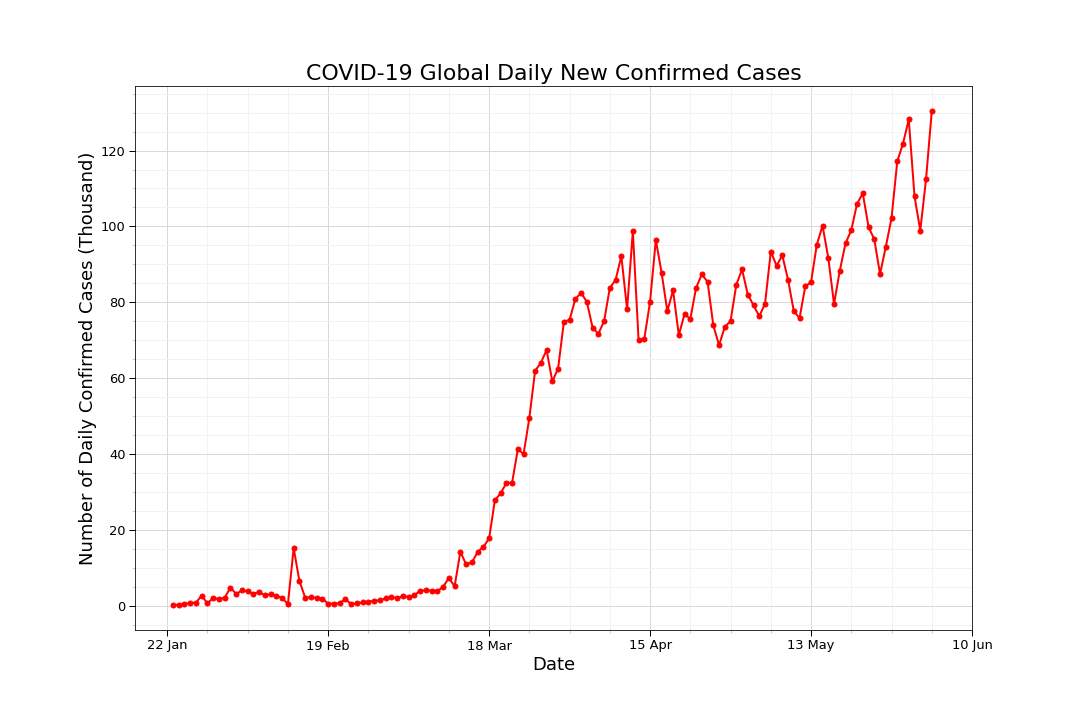 COVID-19 Global Daily New Confirmed Cases
Number of Daily Confirmed Cases (Thousand)
120
100
80
60
40
20
0
22 Jan 19 Feb 18 Mar 15 Apr 13 May 10 Jun
Date